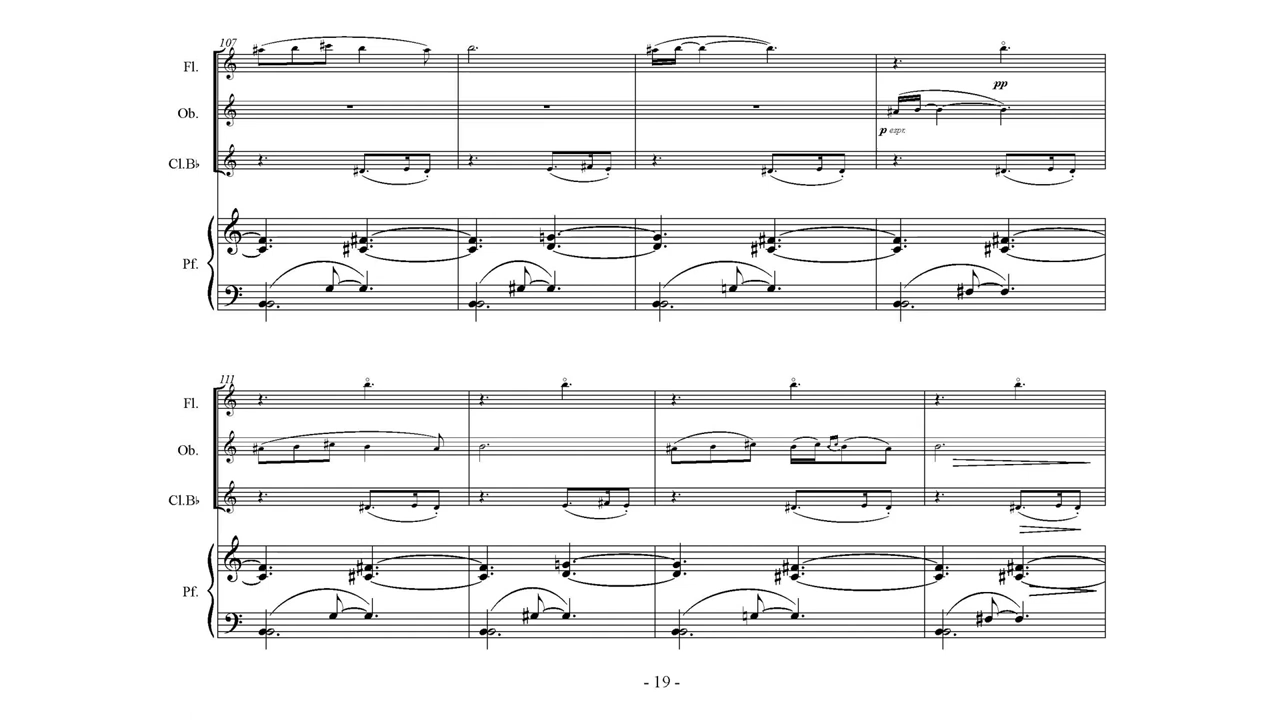 107
Fl.
pp
Ob.
p espr.
Cl.B♭
Pf.
111
Fl.
Ob.
Cl.B♭
Pf.
- 19 -